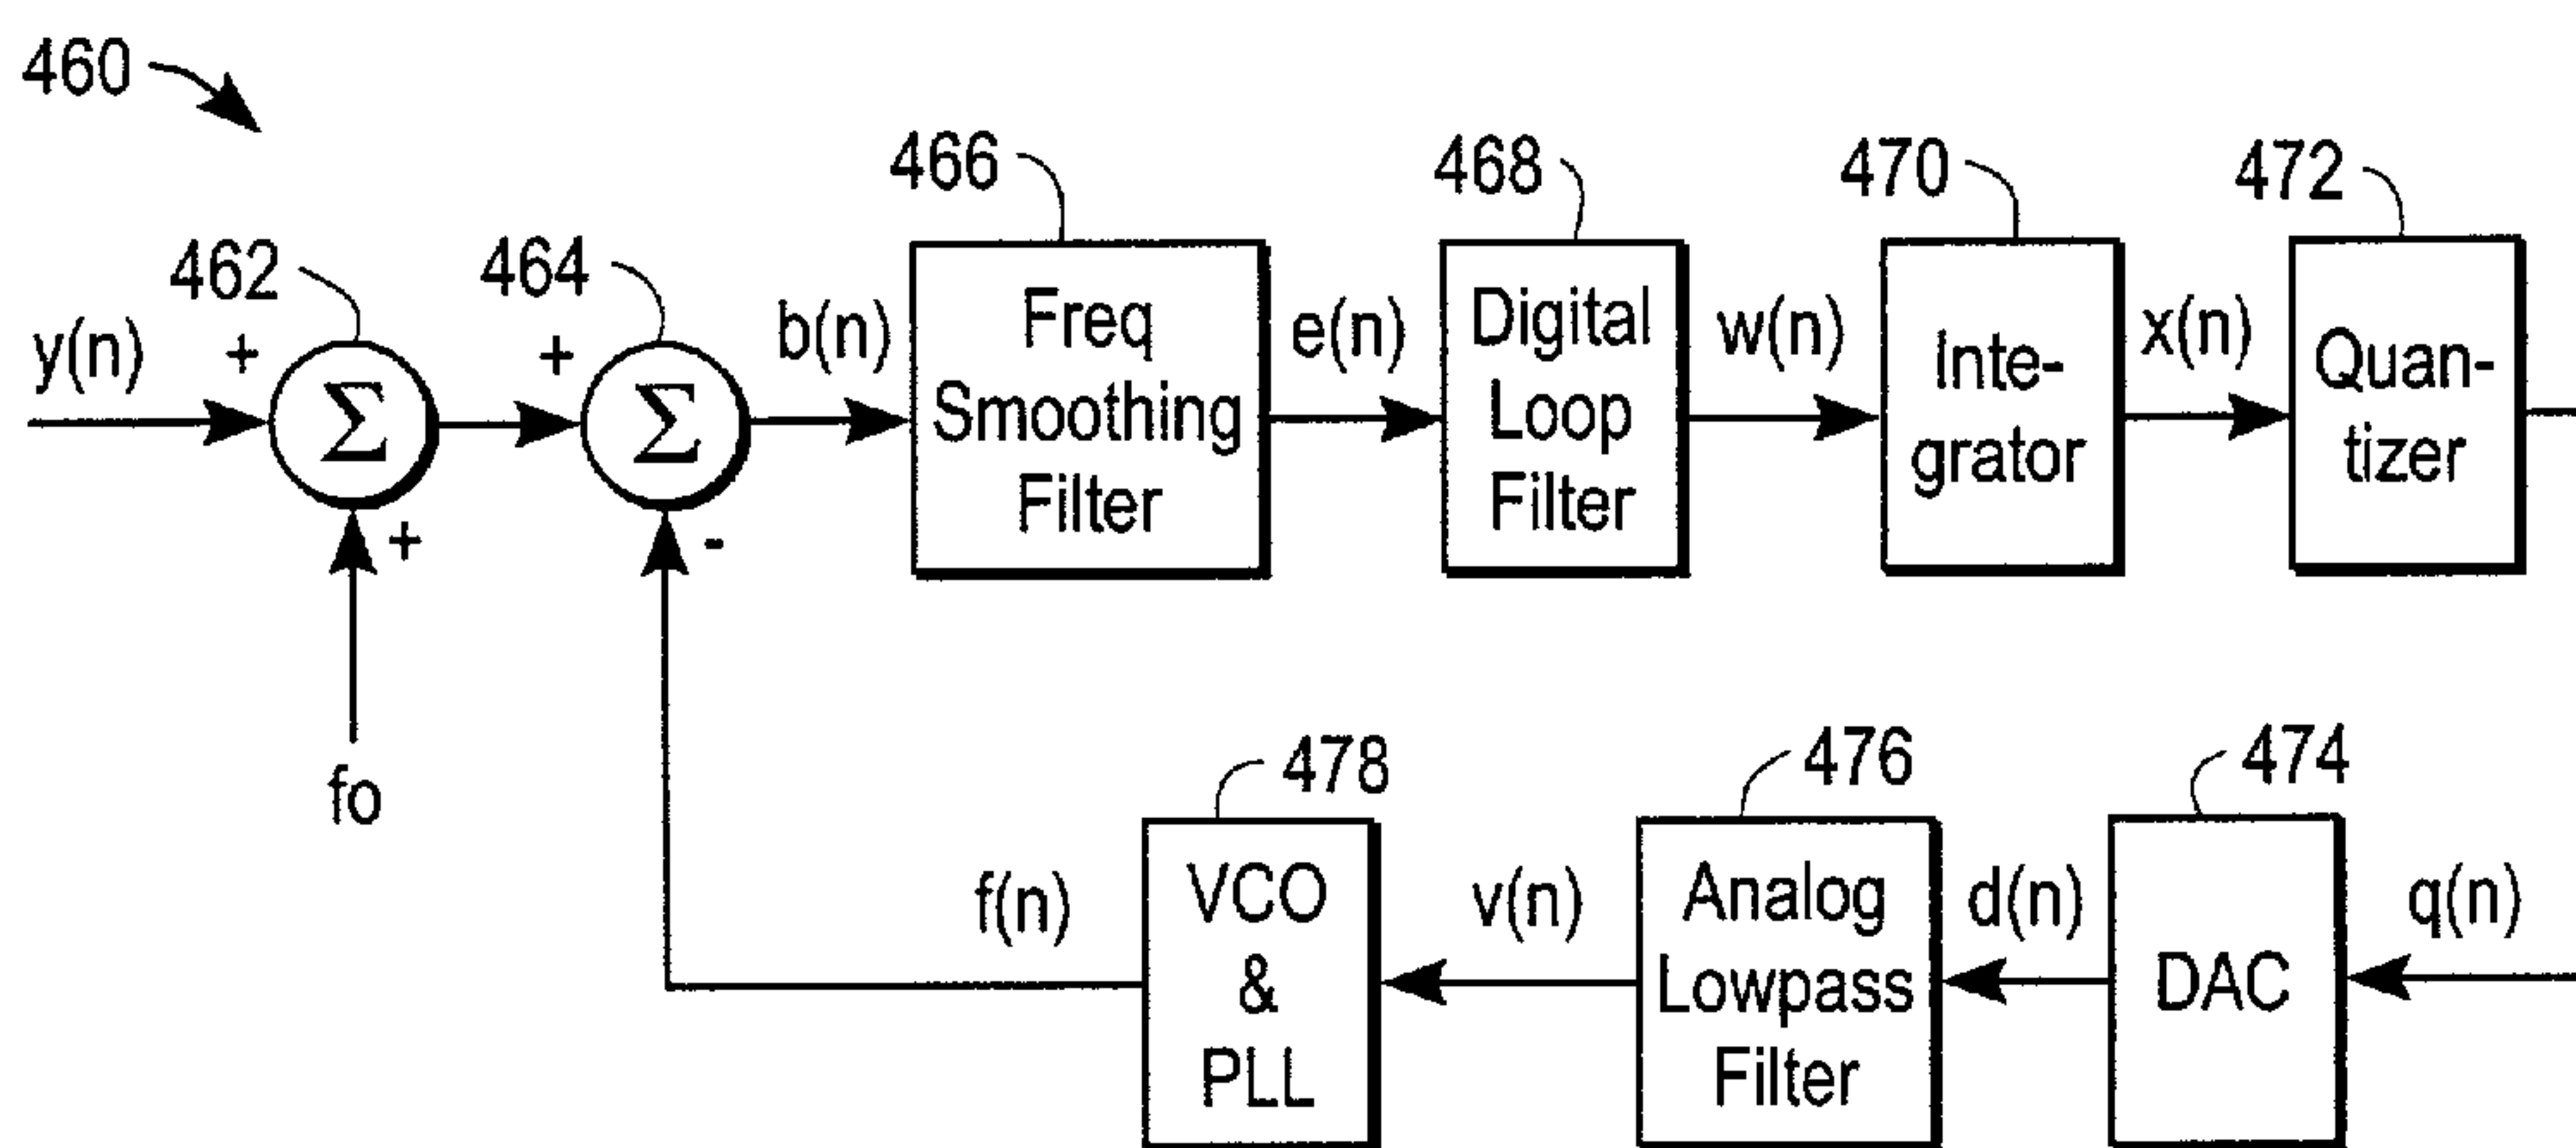 460
466
468
470
472
462
464
y(n)
+
+
b(n)
e(n)
w(n)
x(n)
Σ
Σ
Freq
Smoothing
Filter
Digital
Loop
Filter
Inte-
grator
Quan-
tizer
+
-
fo
478
476
474
f(n)
v(n)
d(n)
q(n)
VCO
&
PLL
Analog
Lowpass
Filter
DAC